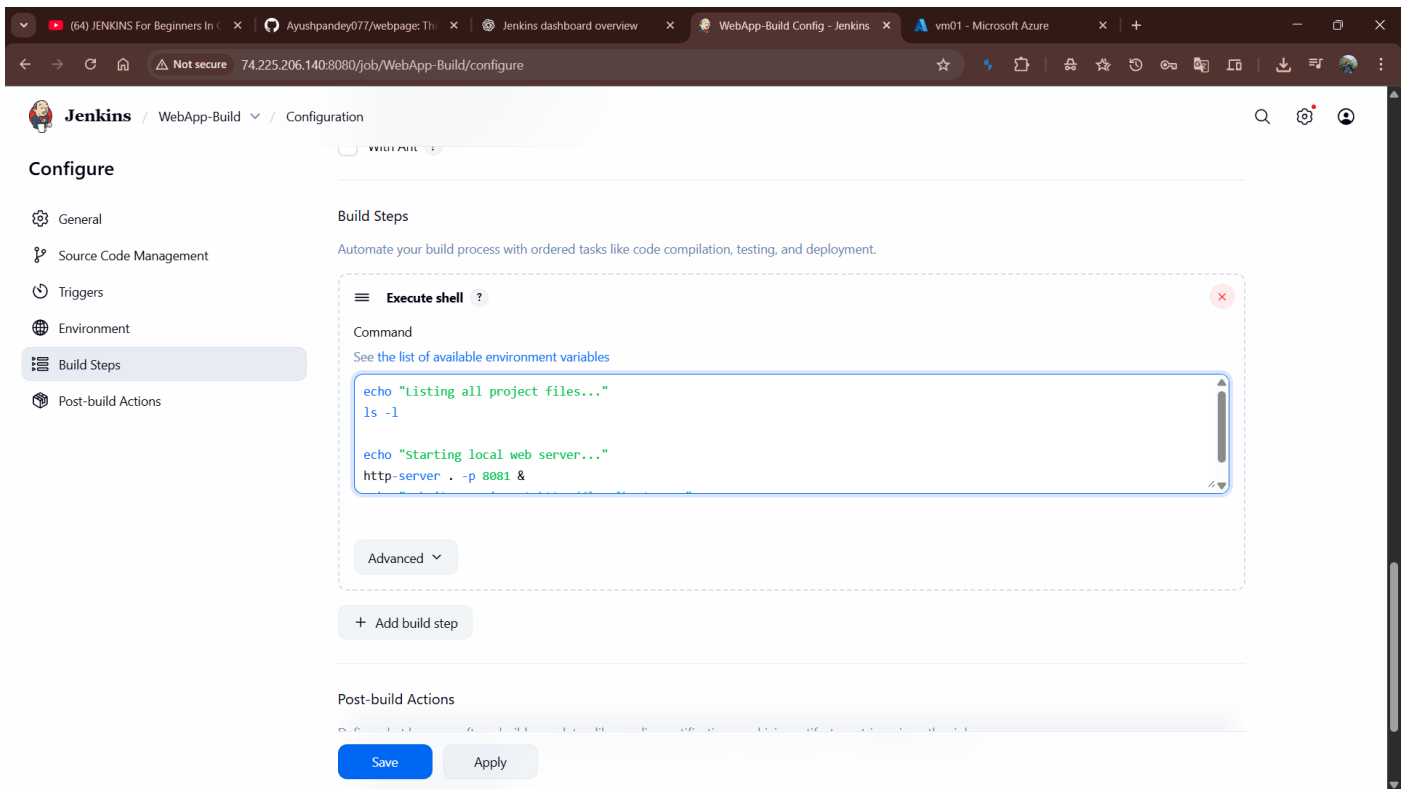 (64) JENKINS For Beginners In C
Ayushpandey077/webpage: Thi
Jenkins dashboard overview
WebApp-Build Config - Jenkins
vm01 - Microsoft Azure
Not secure 74.225.206.140:8080/job/WebApp-Build/configure
Jenkins / WebApp-Build / Configuration
Configure
General
Source Code Management
Triggers
Environment
Build Steps
Post-build Actions
With Ant ?
Build Steps
Automate your build process with ordered tasks like code compilation, testing, and deployment.
Execute shell ?
Command
See the list of available environment variables
echo "Listing all project files..."
ls -l
echo "Starting local web server..."
http-server . -p 8081 &
Advanced
+ Add build step
Post-build Actions
Save
Apply